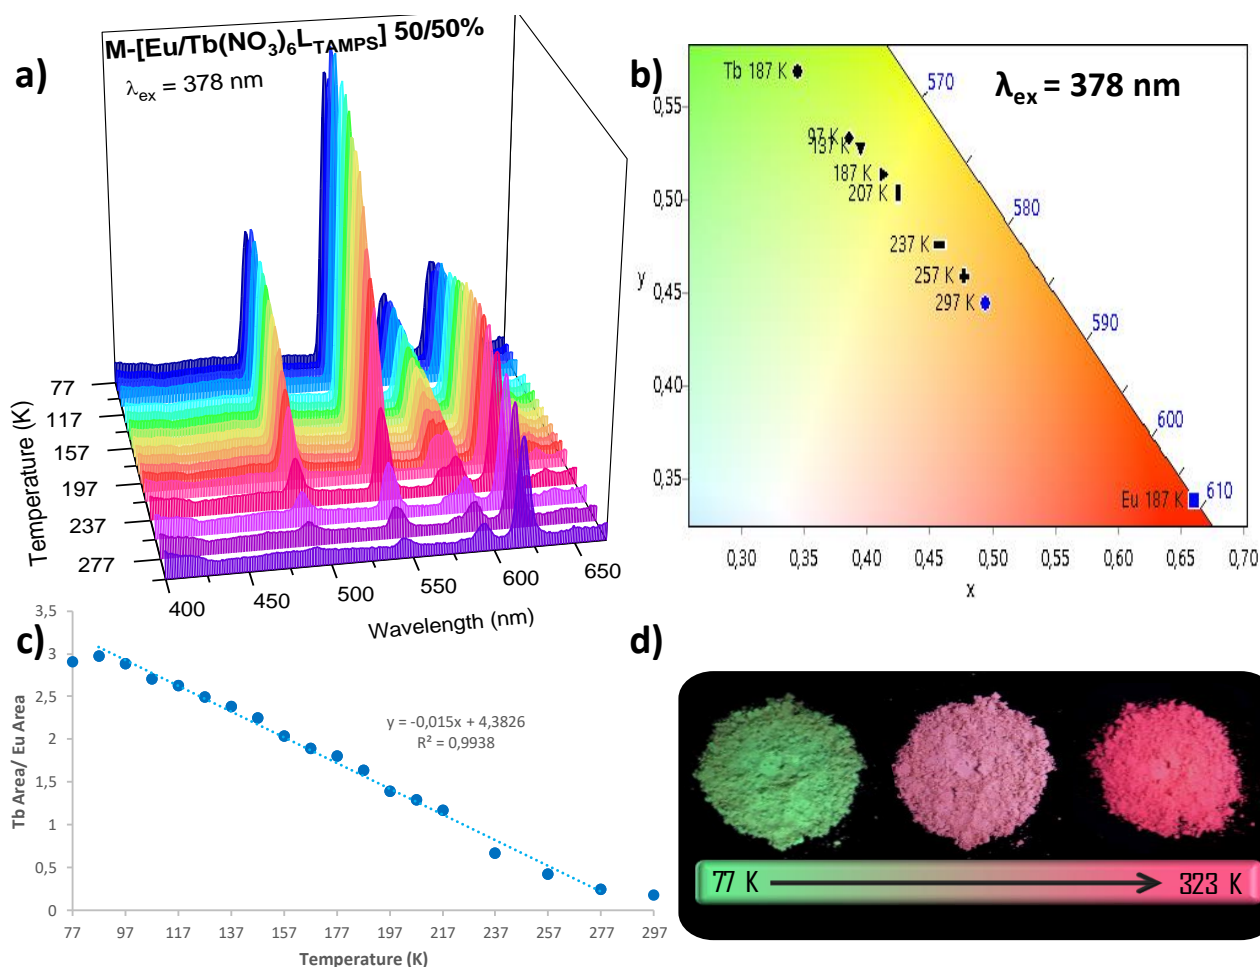 a)
M-[Eu/Tb(NO3)6LTAMPS] 50/50%
λex = 378 nm
77
117
157
197
237
277
Temperature (K)
400
450
500
550
600
650
Wavelength (nm)
b)
λex = 378 nm
0,55
0,50
0,45
0,40
0,35
y
0,30
0,35
0,40
0,45
0,50
0,55
0,60
0,65
0,70
x
570
580
590
600
610
Tb 187 K
97 K
137 K
187 K
207 K
237 K
257 K
297 K
Eu 187 K
c)
3,5
3
2,5
2
1,5
1
0,5
0
Tb Area/ Eu Area
y = -0,015x + 4,3826
R² = 0,9938
77
97
117
137
157
177
197
217
237
257
277
297
Temperature (K)
d)
77 K
323 K